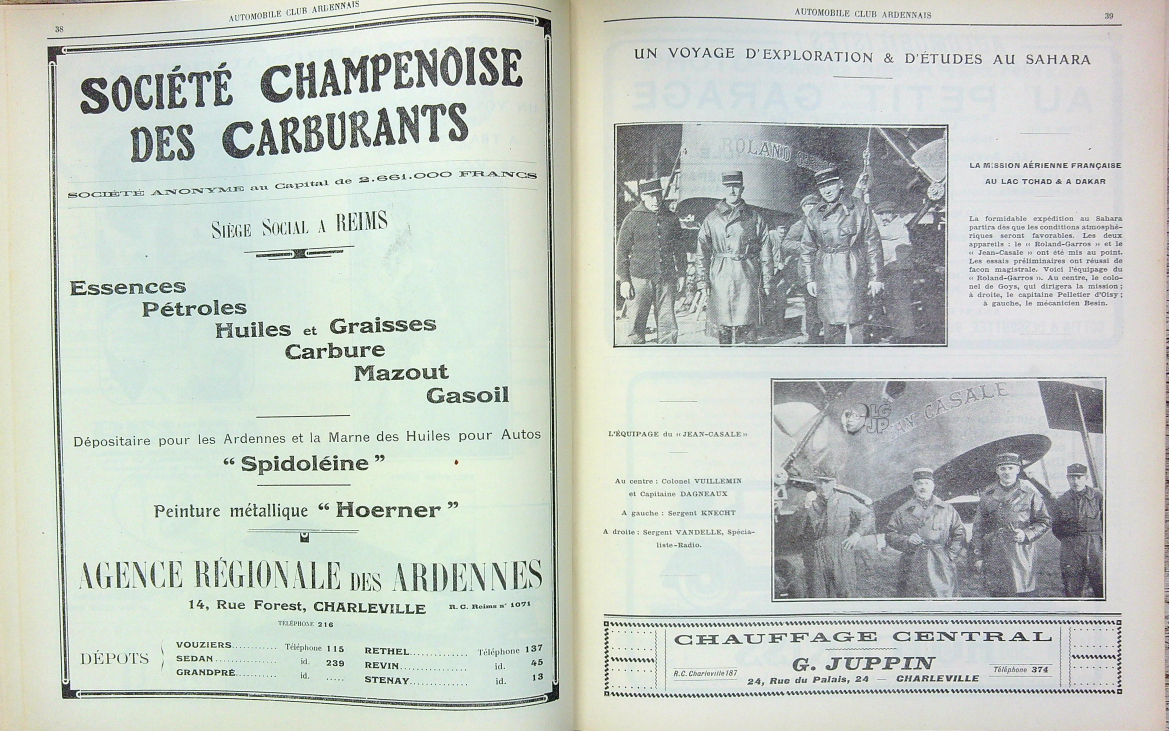 38
AUTOMOBILE CLUB ARDENNAIS
SOCIÉTÉ CHAMPENOISE
DES CARBURANTS
SOCIÉTÉ ANONYME au Capital de 2.661.000 FRANCS
SIÈGE SOCIAL A REIMS
Essences
Pétroles
Huiles et Graisses
Carbure
Mazout
Gasoil
Dépositaire pour les Ardennes et la Marne des Huiles pour Autos
“ Spidoléine ”
Peinture métallique “ Hoerner ”
AGENCE RÉGIONALE DES ARDENNES
14, Rue Forest, CHARLEVILLE R. C. Reims n° 1071
TÉLÉPHONE 216
DÉPOTS
VOUZIERS.......... Téléphone 115
SEDAN.............. id. 239
GRANDPRÉ.......... id. -
RETHEL............. Téléphone 137
REVIN............... id. 45
STENAY............. id. 13
AUTOMOBILE CLUB ARDENNAIS
39
UN VOYAGE D'EXPLORATION & D'ÉTUDES AU SAHARA
ROLAND
LA MISSION AÉRIENNE FRANÇAISE
AU LAC TCHAD & A DAKAR
La formidable expédition au Sahara
partira dès que les conditions atmosphé-
riques seront favorables. Les deux
appareils : le « Roland-Garros » et le
« Jean-Casale » ont été mis au point.
Les essais préliminaires ont réussi de
facon magistrale. Voici l'équipage du
« Roland-Garros ». Au centre, le colo-
nel de Goys, qui dirigera la mission ;
à droite, le capitaine Pelletier d'Oisy ;
à gauche, le mécanicien Besin.
L'ÉQUIPAGE du « JEAN-CASALE »
Au centre : Colonel VUILLEMIN
et Capitaine DAGNEAUX
A gauche : Sergent KNECHT
A droite : Sergent VANDELLE, Spécia-
liste-Radio.
JEAN CASALE
CHAUFFAGE CENTRAL
G. JUPPIN
R.C. Charleville 187
Téléphone 374
24, Rue du Palais, 24 — CHARLEVILLE